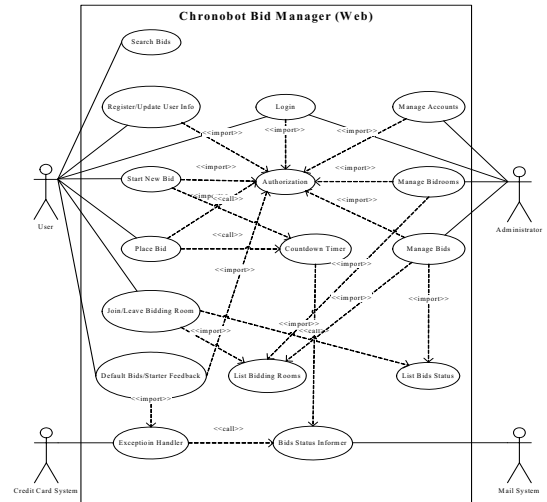 Chronobot Bid Manager (Web)
Search Bids
Register/Update User Info
Login
Manage Accounts
<<import>>
<<import>>
<<import>>
Start New Bid
<<import>>
Authorization
<<import>>
Manage Bidrooms
<<call>>
User
Administrator
Place Bid
<<call>>
Countdown Timer
<<import>>
Manage Bids
<<import>>
<<import>>
<<import>>
Join/Leave Bidding Room
<<import>>
<<import>>
<<call>>
Default Bids/Starter Feedback
List Bidding Rooms
List Bids Status
<<import>>
Exceptioin Handler
<<call>>
Bids Status Informer
Credit Card System
Mail System